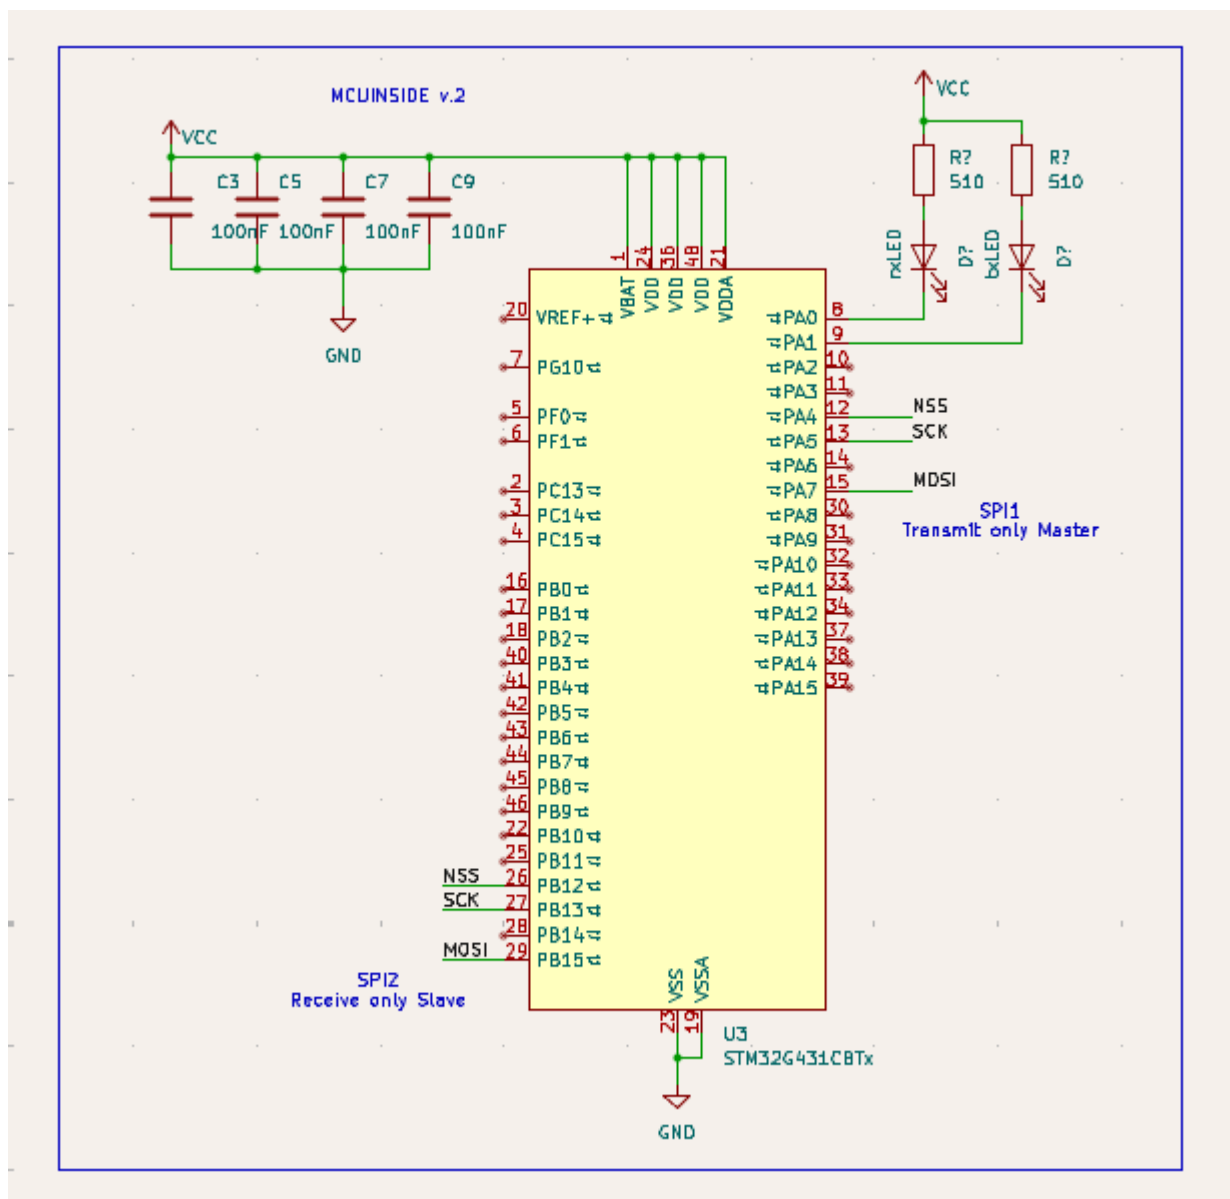 MCUINSIDE v.2
VCC
C3
C5
C7
C9
100nF
100nF
100nF
100nF
GND
VCC
R?
510
R?
510
rxLED
D?
txLED
D?
1
24
36
48
21
VBAT
VDD
VDD
VDD
VDDA
20 VREF+
7 PG10
5 PF0
6 PF1
2 PC13
3 PC14
4 PC15
16 PB0
17 PB1
18 PB2
40 PB3
41 PB4
42 PB5
43 PB6
44 PB7
45 PB8
46 PB9
22 PB10
25 PB11
NSS 26 PB12
SCK 27 PB13
28 PB14
MOSI 29 PB15
SPI2
Receive only Slave
PA0 8
PA1 9
PA2 10
PA3 11
PA4 12 NSS
PA5 13 SCK
PA6 14
PA7 15 MOSI
PA8 30
PA9 31
PA10 32
PA11 33
PA12 34
PA13 37
PA14 38
PA15 39
SPI1
Transmit only Master
VSS
VSSA
23
19
U3
STM32G431CBTx
GND